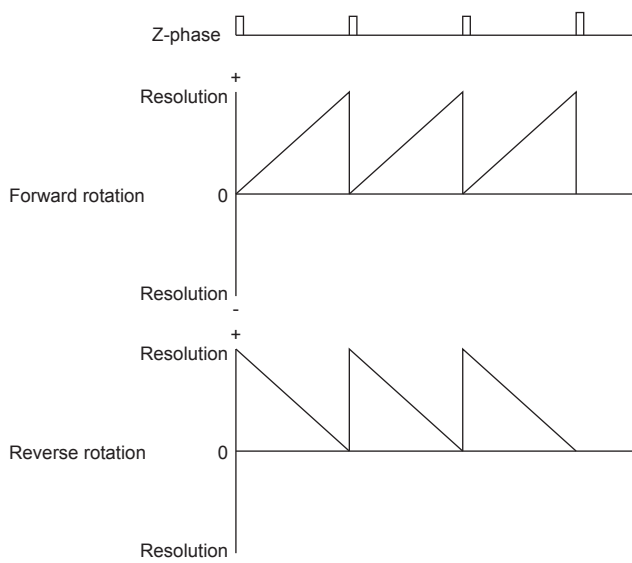 Z-phase
+
Resolution
Forward rotation 0
Resolution
-
+
Resolution
Reverse rotation 0
Resolution